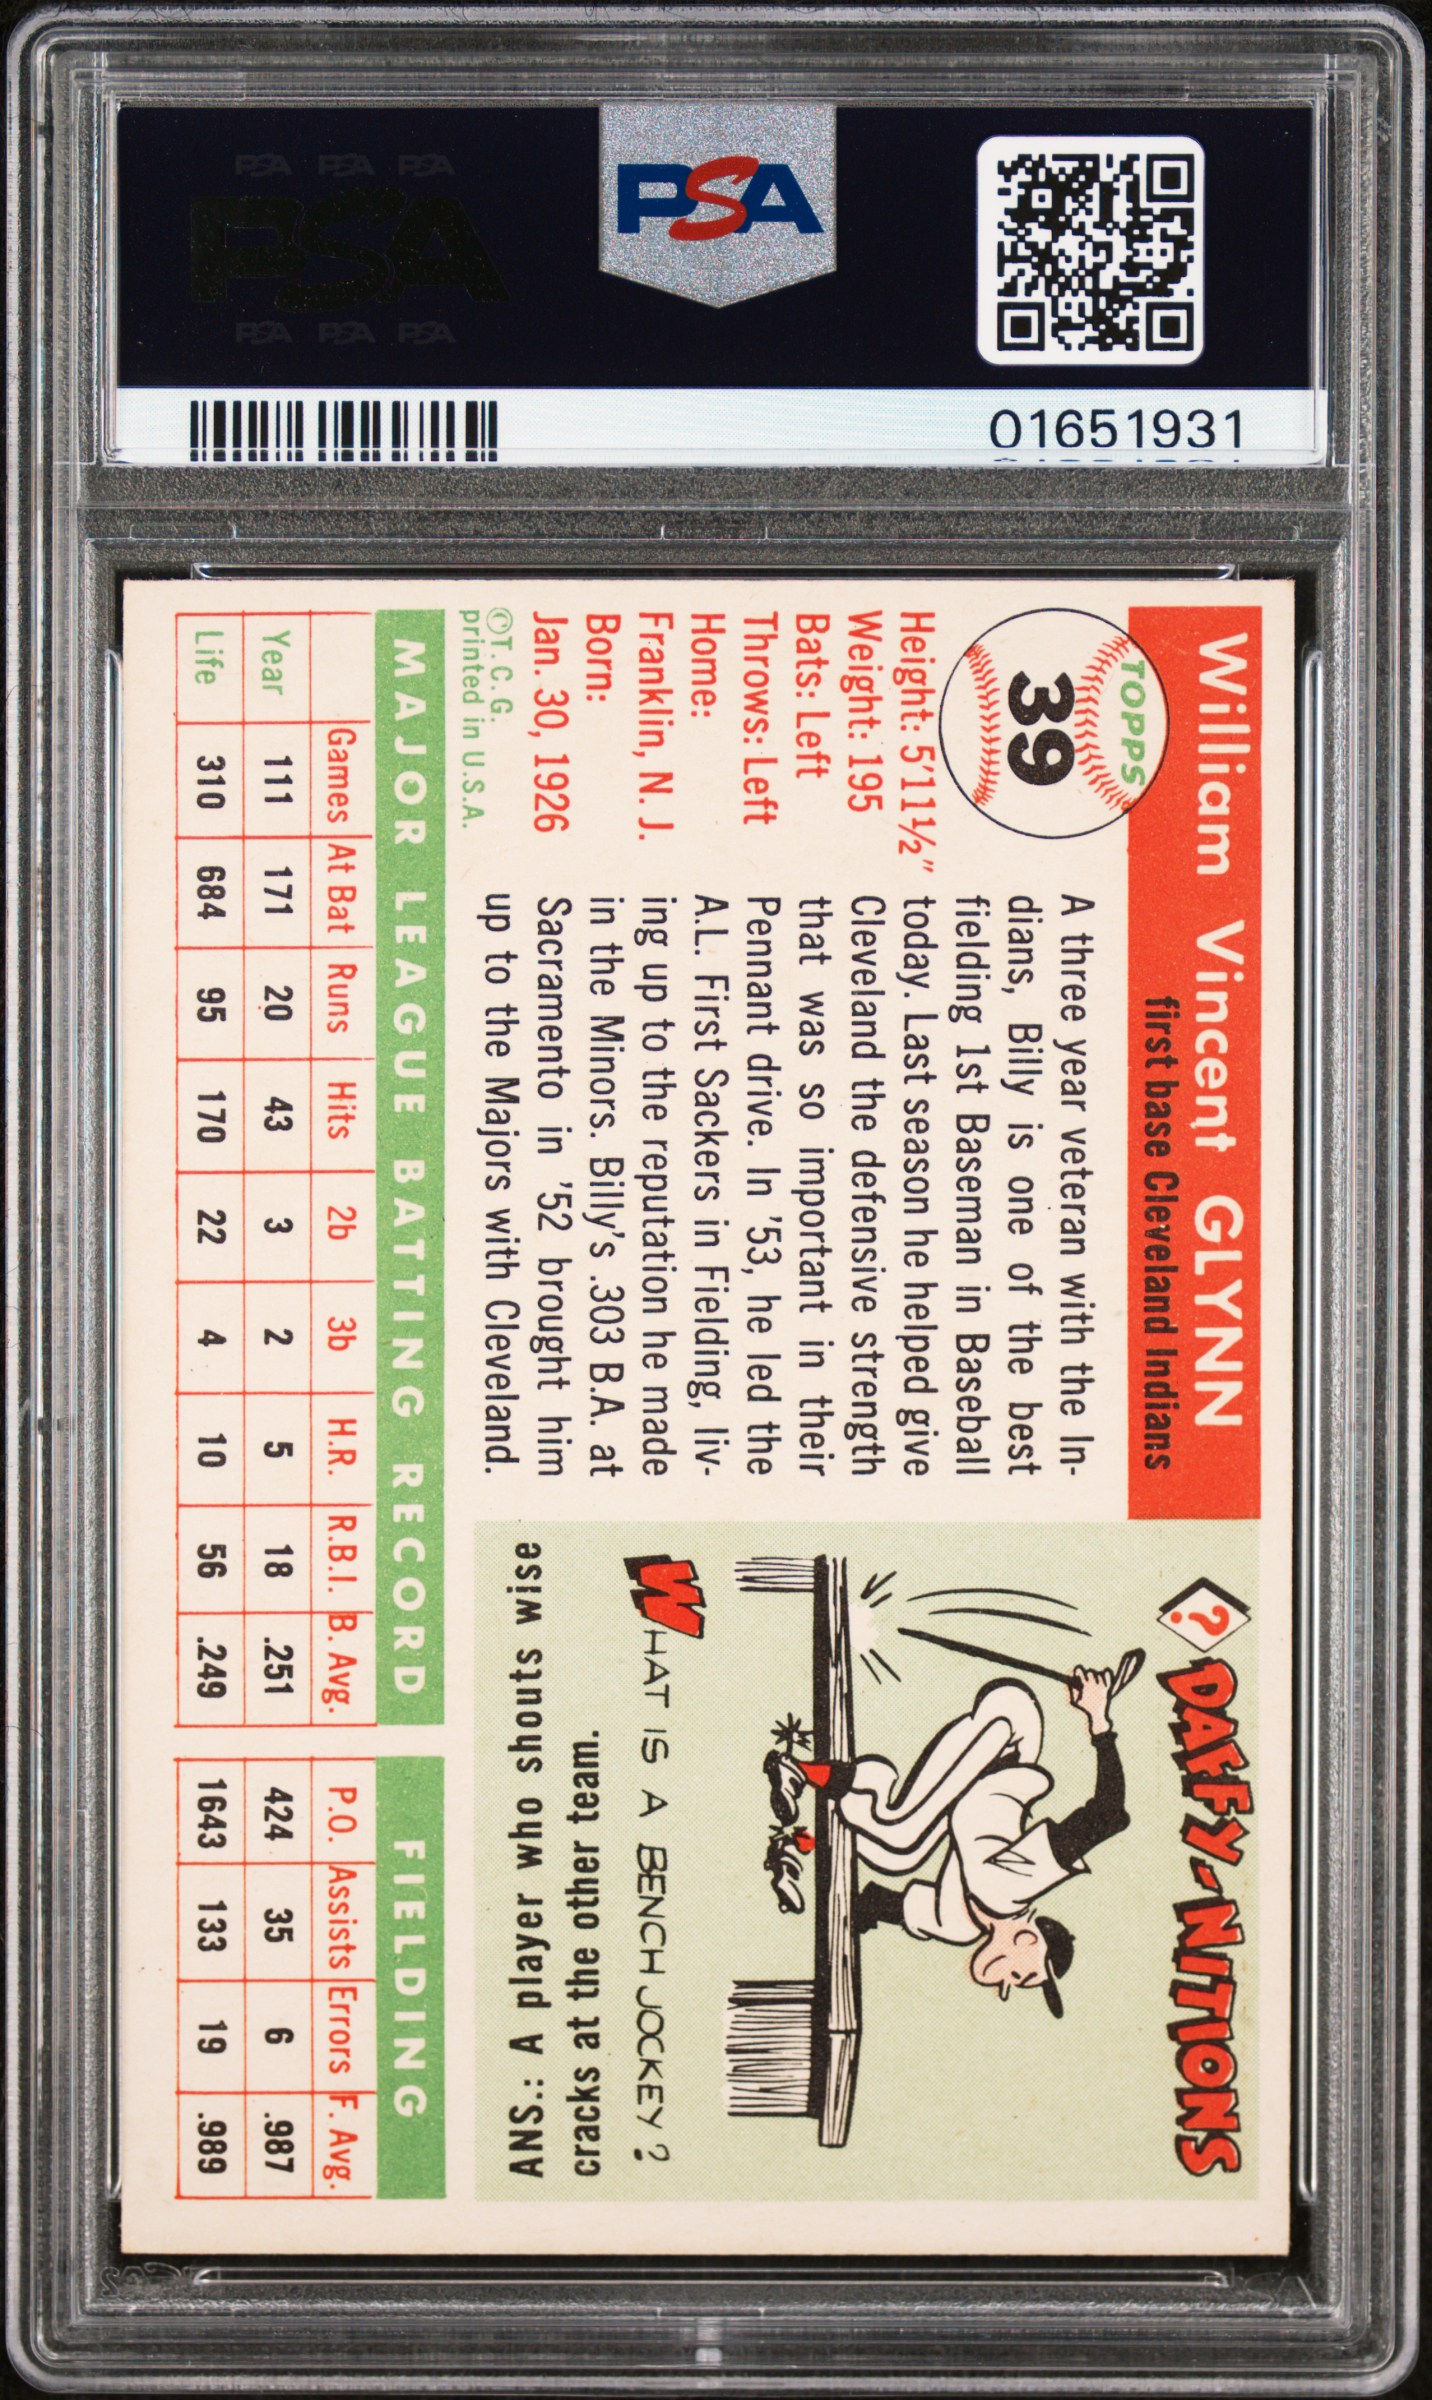 PSA PSA PSA
PSA
PSA PSA PSA
PSA
01651931
TOPPS
39
William Vincent GLYNN
first base Cleveland Indians
Height: 5'11½"
Weight: 195
Bats: Left
Throws: Left
Home:
Franklin, N. J.
Born:
Jan. 30, 1926
©T. C. G.
printed in U.S.A.
A three year veteran with the In-
dians, Billy is one of the best
fielding 1st Baseman in Baseball
today. Last season he helped give
Cleveland the defensive strength
that was so important in their
Pennant drive. In '53, he led the
A.L. First Sackers in Fielding, liv-
ing up to the reputation he made
in the Minors. Billy's .303 B.A. at
Sacramento in '52 brought him
up to the Majors with Cleveland.
? DAFFY-NITIONS
WHAT IS A BENCH JOCKEY?
ANS.: A player who shouts wise
cracks at the other team.
MAJOR LEAGUE BATTING RECORD FIELDING
Games At Bat Runs Hits 2b 3b H.R. R.B.I. B. Avg. P.O. Assists Errors F. Avg.
Year 111 171 20 43 3 2 5 18 .251 424 35 6 .987
Life 310 684 95 170 22 4 10 56 .249 1643 133 19 .989